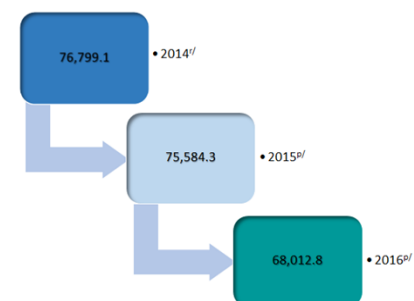 76,799.1 • 2014r/
75,584.3 • 2015p/
68,012.8 • 2016p/